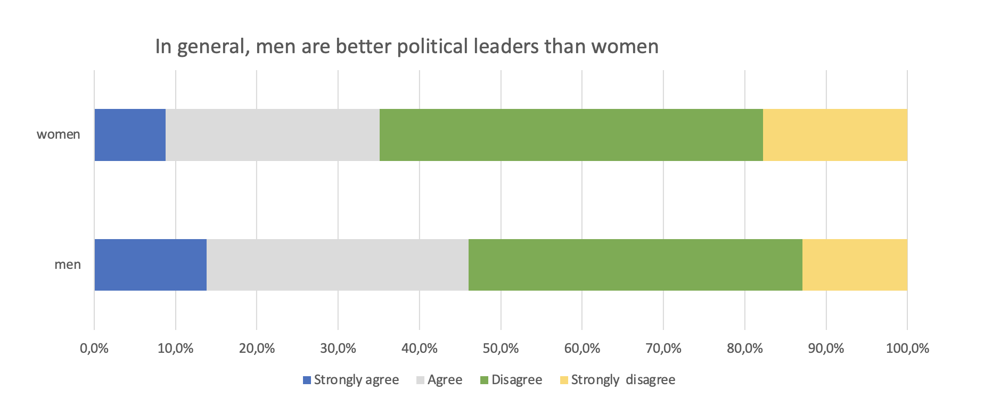 In general, men are better political leaders than women
women
men
0,0% 10,0% 20,0% 30,0% 40,0% 50,0% 60,0% 70,0% 80,0% 90,0% 100,0%
Strongly agree Agree Disagree Strongly disagree